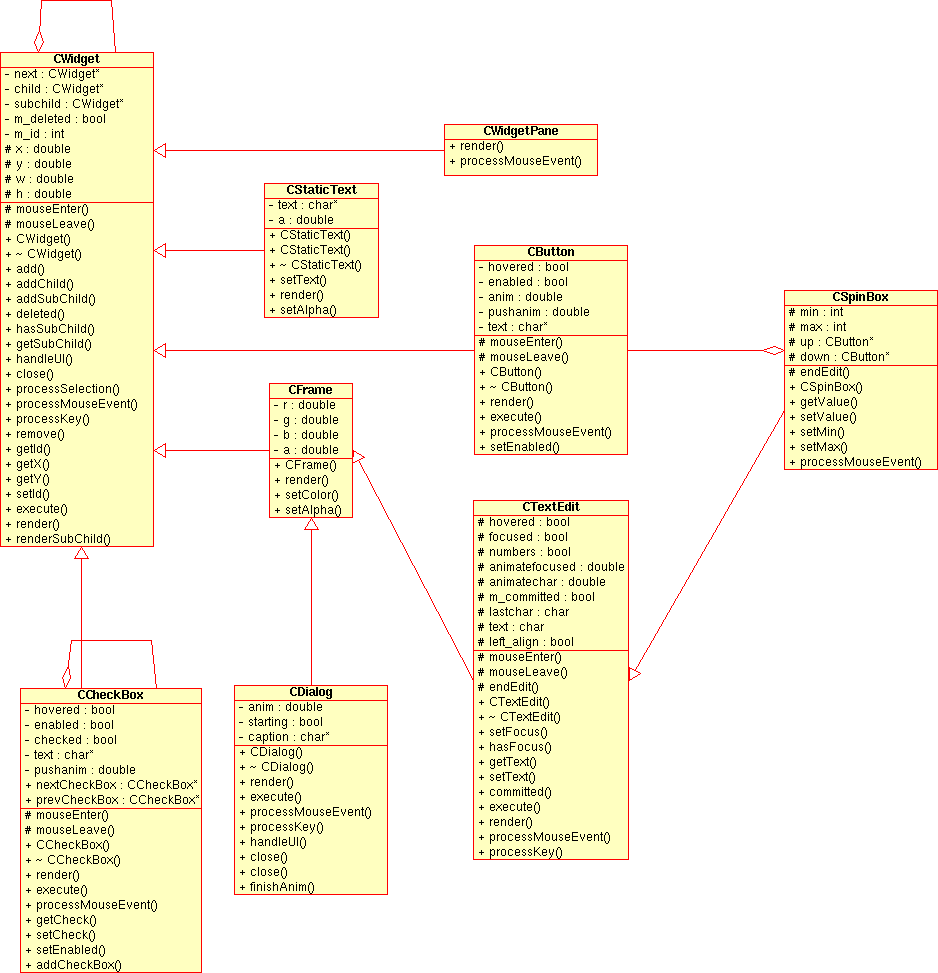 CWidget
- next : CWidget*
- child : CWidget*
- subchild : CWidget*
- m_deleted : bool
- m_id : int
# x : double
# y : double
# w : double
# h : double
# mouseEnter()
# mouseLeave()
+ CWidget()
+ ~ CWidget()
+ add()
+ addChild()
+ addSubChild()
+ deleted()
+ hasSubChild()
+ getSubChild()
+ handleUI()
+ close()
+ processSelection()
+ processMouseEvent()
+ processKey()
+ remove()
+ getId()
+ getX()
+ getY()
+ setId()
+ execute()
+ render()
+ renderSubChild()
CWidgetPane
+ render()
+ processMouseEvent()
CStaticText
- text : char*
- a : double
+ CStaticText()
+ CStaticText()
+ ~ CStaticText()
+ setText()
+ render()
+ setAlpha()
CButton
- hovered : bool
- enabled : bool
- anim : double
- pushanim : double
- text : char*
# mouseEnter()
# mouseLeave()
+ CButton()
+ ~ CButton()
+ render()
+ execute()
+ processMouseEvent()
+ setEnabled()
CSpinBox
# min : int
# max : int
# up : CButton*
# down : CButton*
# endEdit()
+ CSpinBox()
+ getValue()
+ setValue()
+ setMin()
+ setMax()
+ processMouseEvent()
CFrame
- r : double
- g : double
- b : double
- a : double
+ CFrame()
+ render()
+ setColor()
+ setAlpha()
CTextEdit
# hovered : bool
# focused : bool
# numbers : bool
# animatefocused : double
# animatechar : double
# m_committed : bool
# lastchar : char
# text : char
# left_align : bool
# mouseEnter()
# mouseLeave()
# endEdit()
+ CTextEdit()
+ ~ CTextEdit()
+ setFocus()
+ hasFocus()
+ getText()
+ setText()
+ committed()
+ execute()
+ render()
+ processMouseEvent()
+ processKey()
CCheckBox
- hovered : bool
- enabled : bool
- checked : bool
- text : char*
- pushanim : double
+ nextCheckBox : CCheckBox*
+ prevCheckBox : CCheckBox*
# mouseEnter()
# mouseLeave()
+ CCheckBox()
+ ~ CCheckBox()
+ render()
+ execute()
+ processMouseEvent()
+ getCheck()
+ setCheck()
+ setEnabled()
+ addCheckBox()
CDialog
- anim : double
- starting : bool
- caption : char*
+ CDialog()
+ ~ CDialog()
+ render()
+ execute()
+ processMouseEvent()
+ processKey()
+ handleUI()
+ close()
+ close()
+ finishAnim()